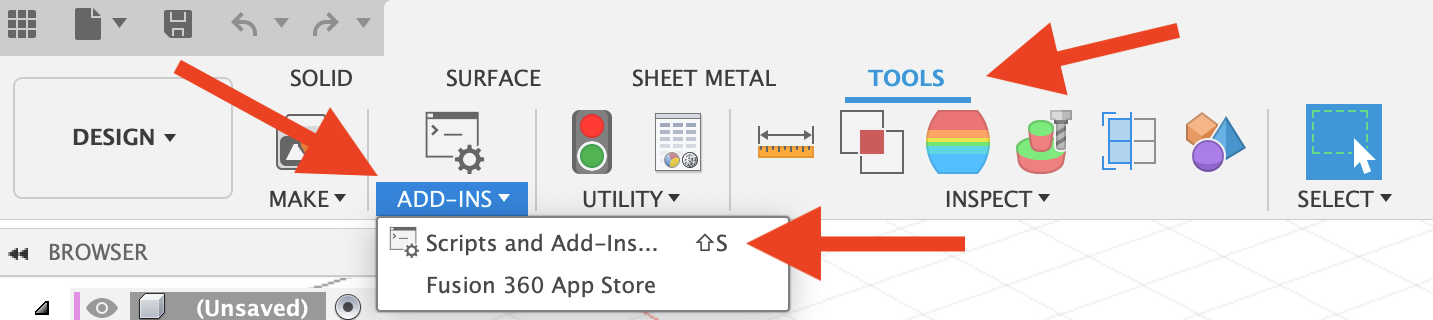 SOLID SURFACE SHEET METAL TOOLS
DESIGN
MAKE ADD-INS UTILITY INSPECT SELECT
BROWSER
Scripts and Add-Ins... ⇧S
Fusion 360 App Store
(Unsaved)